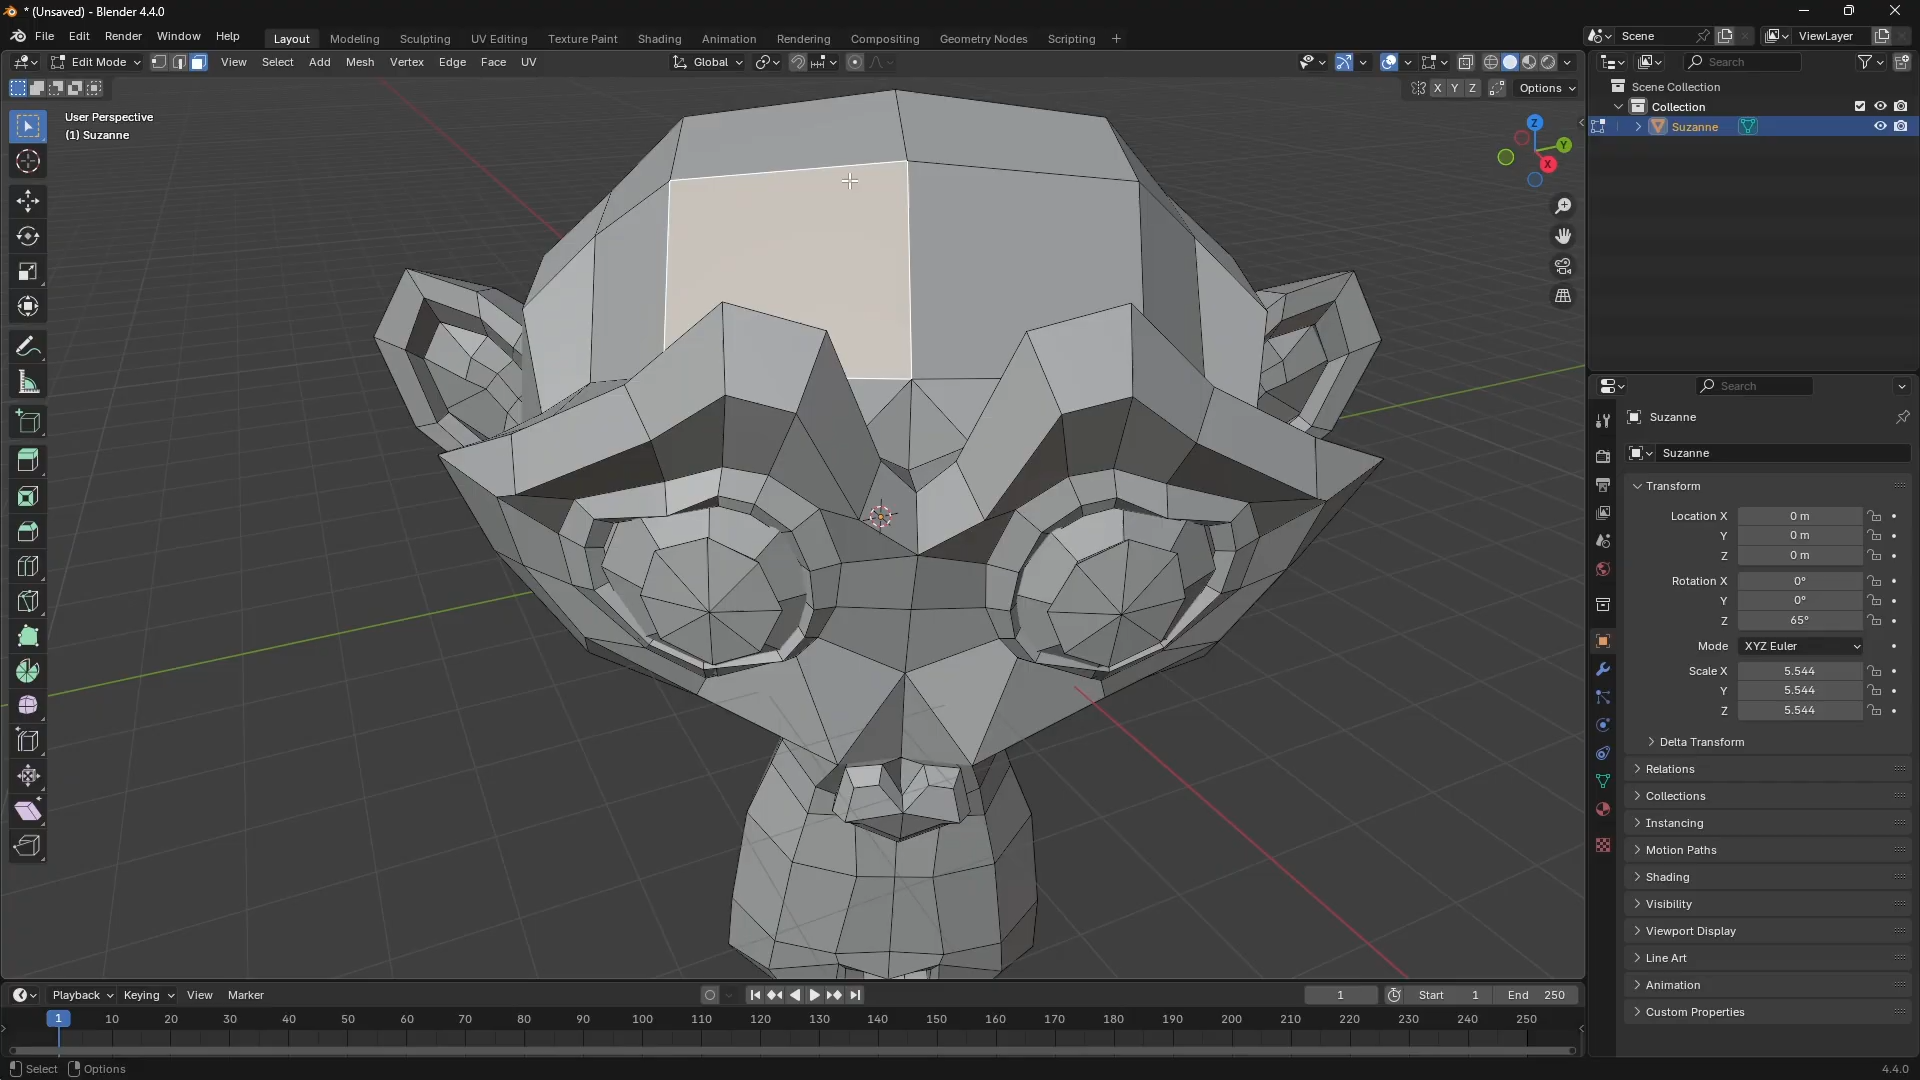 * (Unsaved) - Blender 4.4.0
File Edit Render Window Help Layout Modeling Sculpting UV Editing Texture Paint Shading Animation Rendering Compositing Geometry Nodes Scripting + Scene ViewLayer
Edit Mode View Select Add Mesh Vertex Edge Face UV Global Search
X Y Z Options
Scene Collection
Collection
Suzanne
User Perspective
(1) Suzanne
Z
Y
X
Search
Suzanne
Suzanne
Transform
Location X 0 m
Y 0 m
Z 0 m
Rotation X 0°
Y 0°
Z 65°
Mode XYZ Euler
Scale X 5.544
Y 5.544
Z 5.544
Delta Transform
Relations
Collections
Instancing
Motion Paths
Shading
Visibility
Viewport Display
Line Art
Animation
Custom Properties
Playback Keying View Marker 1 Start 1 End 250
1 10 20 30 40 50 60 70 80 90 100 110 120 130 140 150 160 170 180 190 200 210 220 230 240 250
Select Options 4.4.0